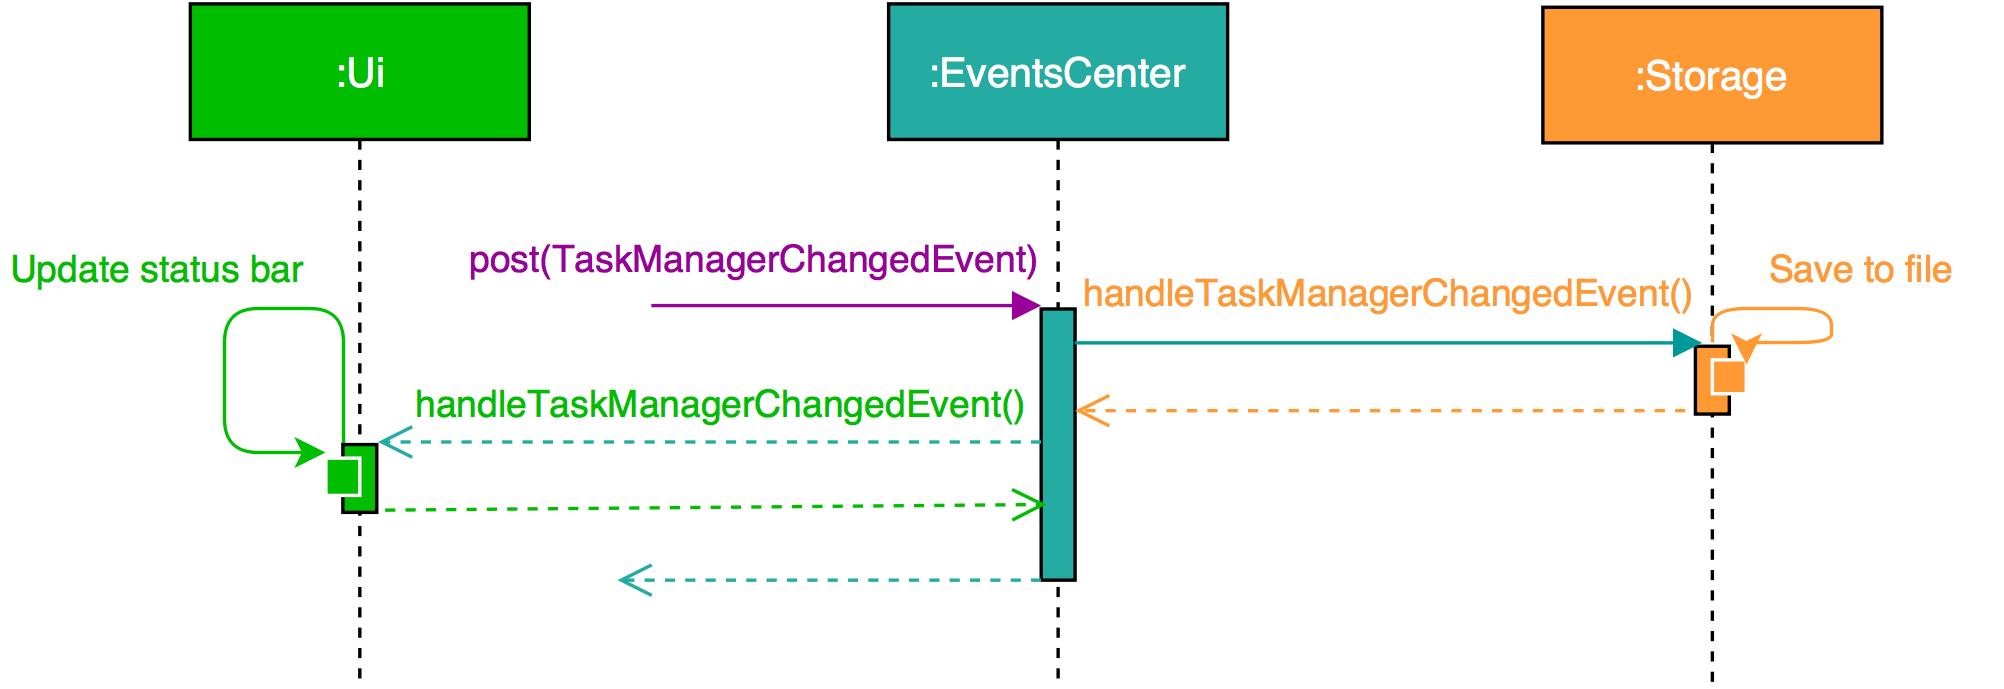 :Ui
:EventsCenter
:Storage
Update status bar
post(TaskManagerChangedEvent)
handleTaskManagerChangedEvent()
Save to file
handleTaskManagerChangedEvent()